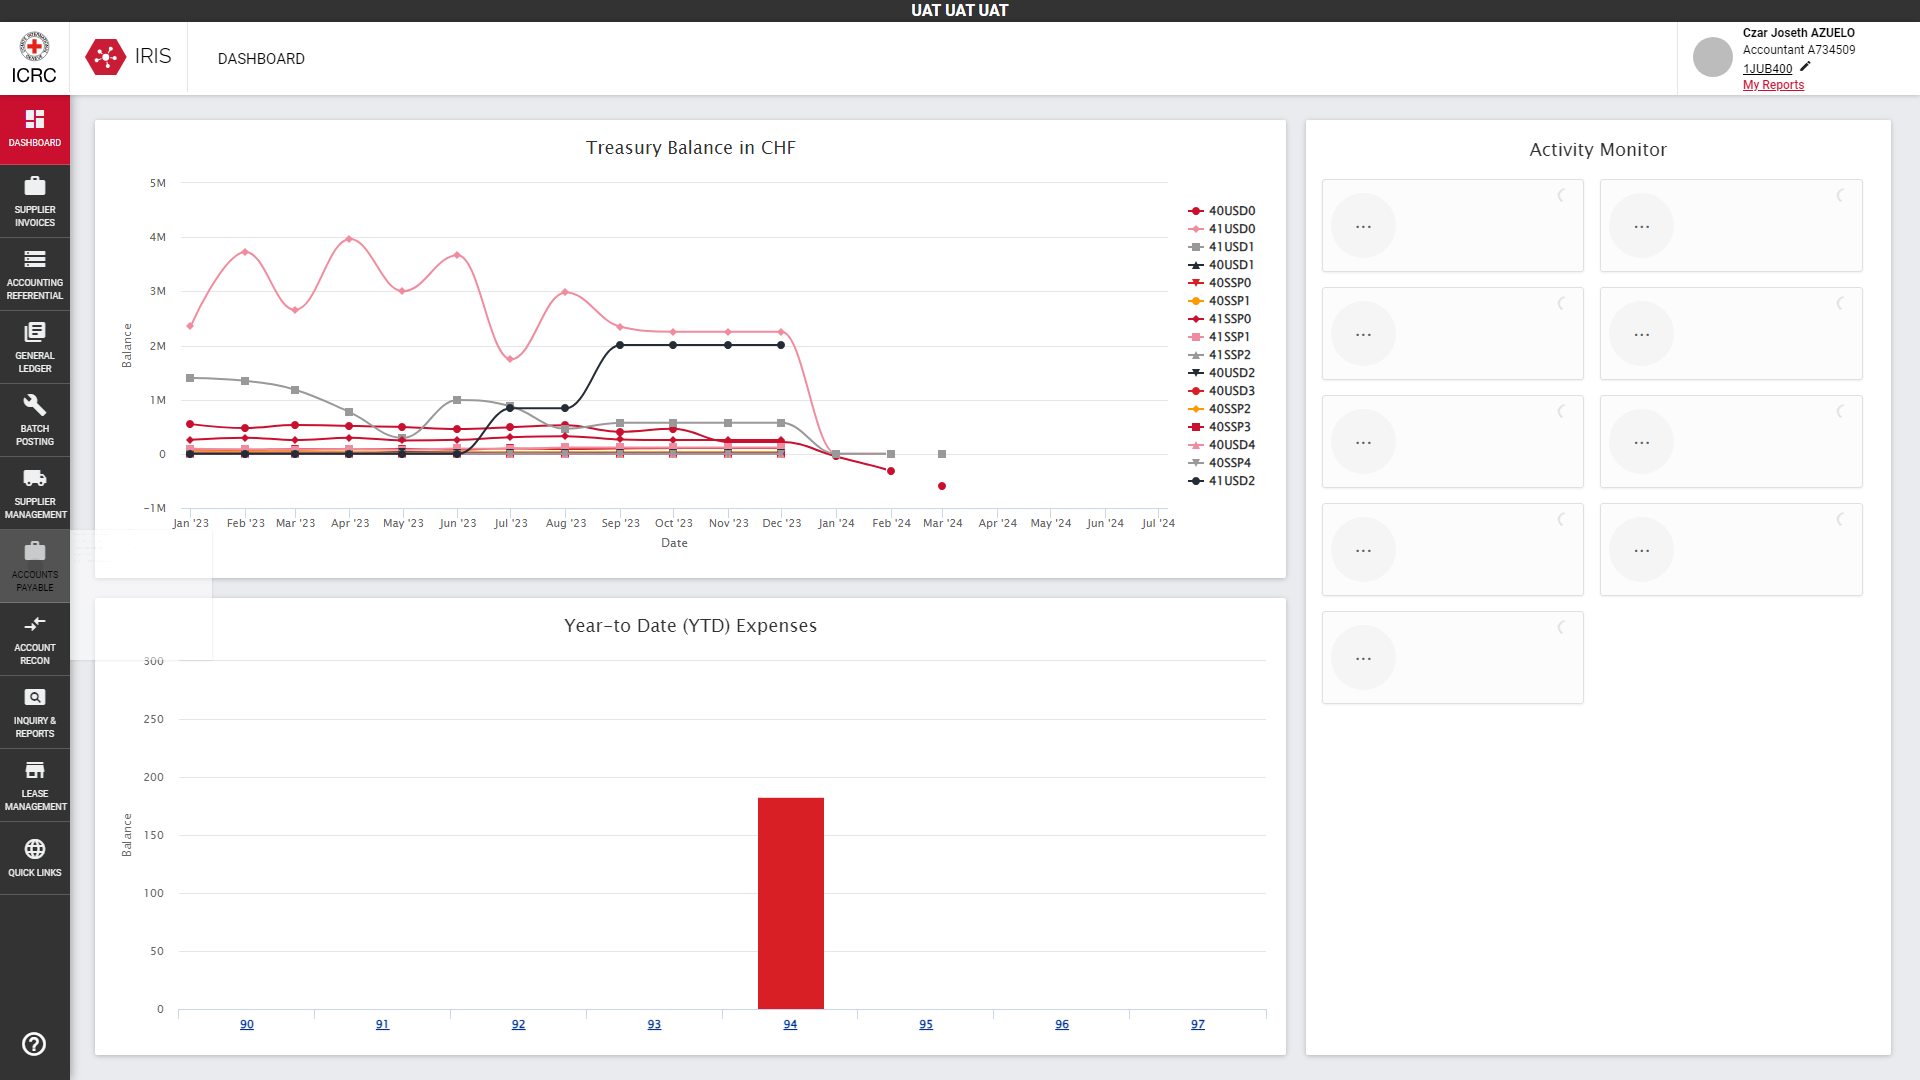 UAT UAT UAT
ICRC
IRIS
DASHBOARD
Czar Joseth AZUELO
Accountant A734509
1JUB400
My Reports
DASHBOARD
SUPPLIER
INVOICES
ACCOUNTING
REFERENTIAL
GENERAL
LEDGER
BATCH
POSTING
SUPPLIER
MANAGEMENT
ACCOUNTS
PAYABLE
ACCOUNT
RECON
INQUIRY &
REPORTS
LEASE
MANAGEMENT
QUICK LINKS
Treasury Balance in CHF
5M
4M
3M
2M
1M
0
-1M
Balance
Jan '23 Feb '23 Mar '23 Apr '23 May '23 Jun '23 Jul '23 Aug '23 Sep '23 Oct '23 Nov '23 Dec '23 Jan '24 Feb '24 Mar '24 Apr '24 May '24 Jun '24 Jul '24
Date
40USD0
41USD0
41USD1
40USD1
40SSP0
40SSP1
41SSP0
41SSP1
41SSP2
40USD2
40USD3
40SSP2
40SSP3
40USD4
40SSP4
41USD2
Year-to Date (YTD) Expenses
300
250
200
150
100
50
0
Balance
90 91 92 93 94 95 96 97
Activity Monitor
... ...
... ...
... ...
... ...
...